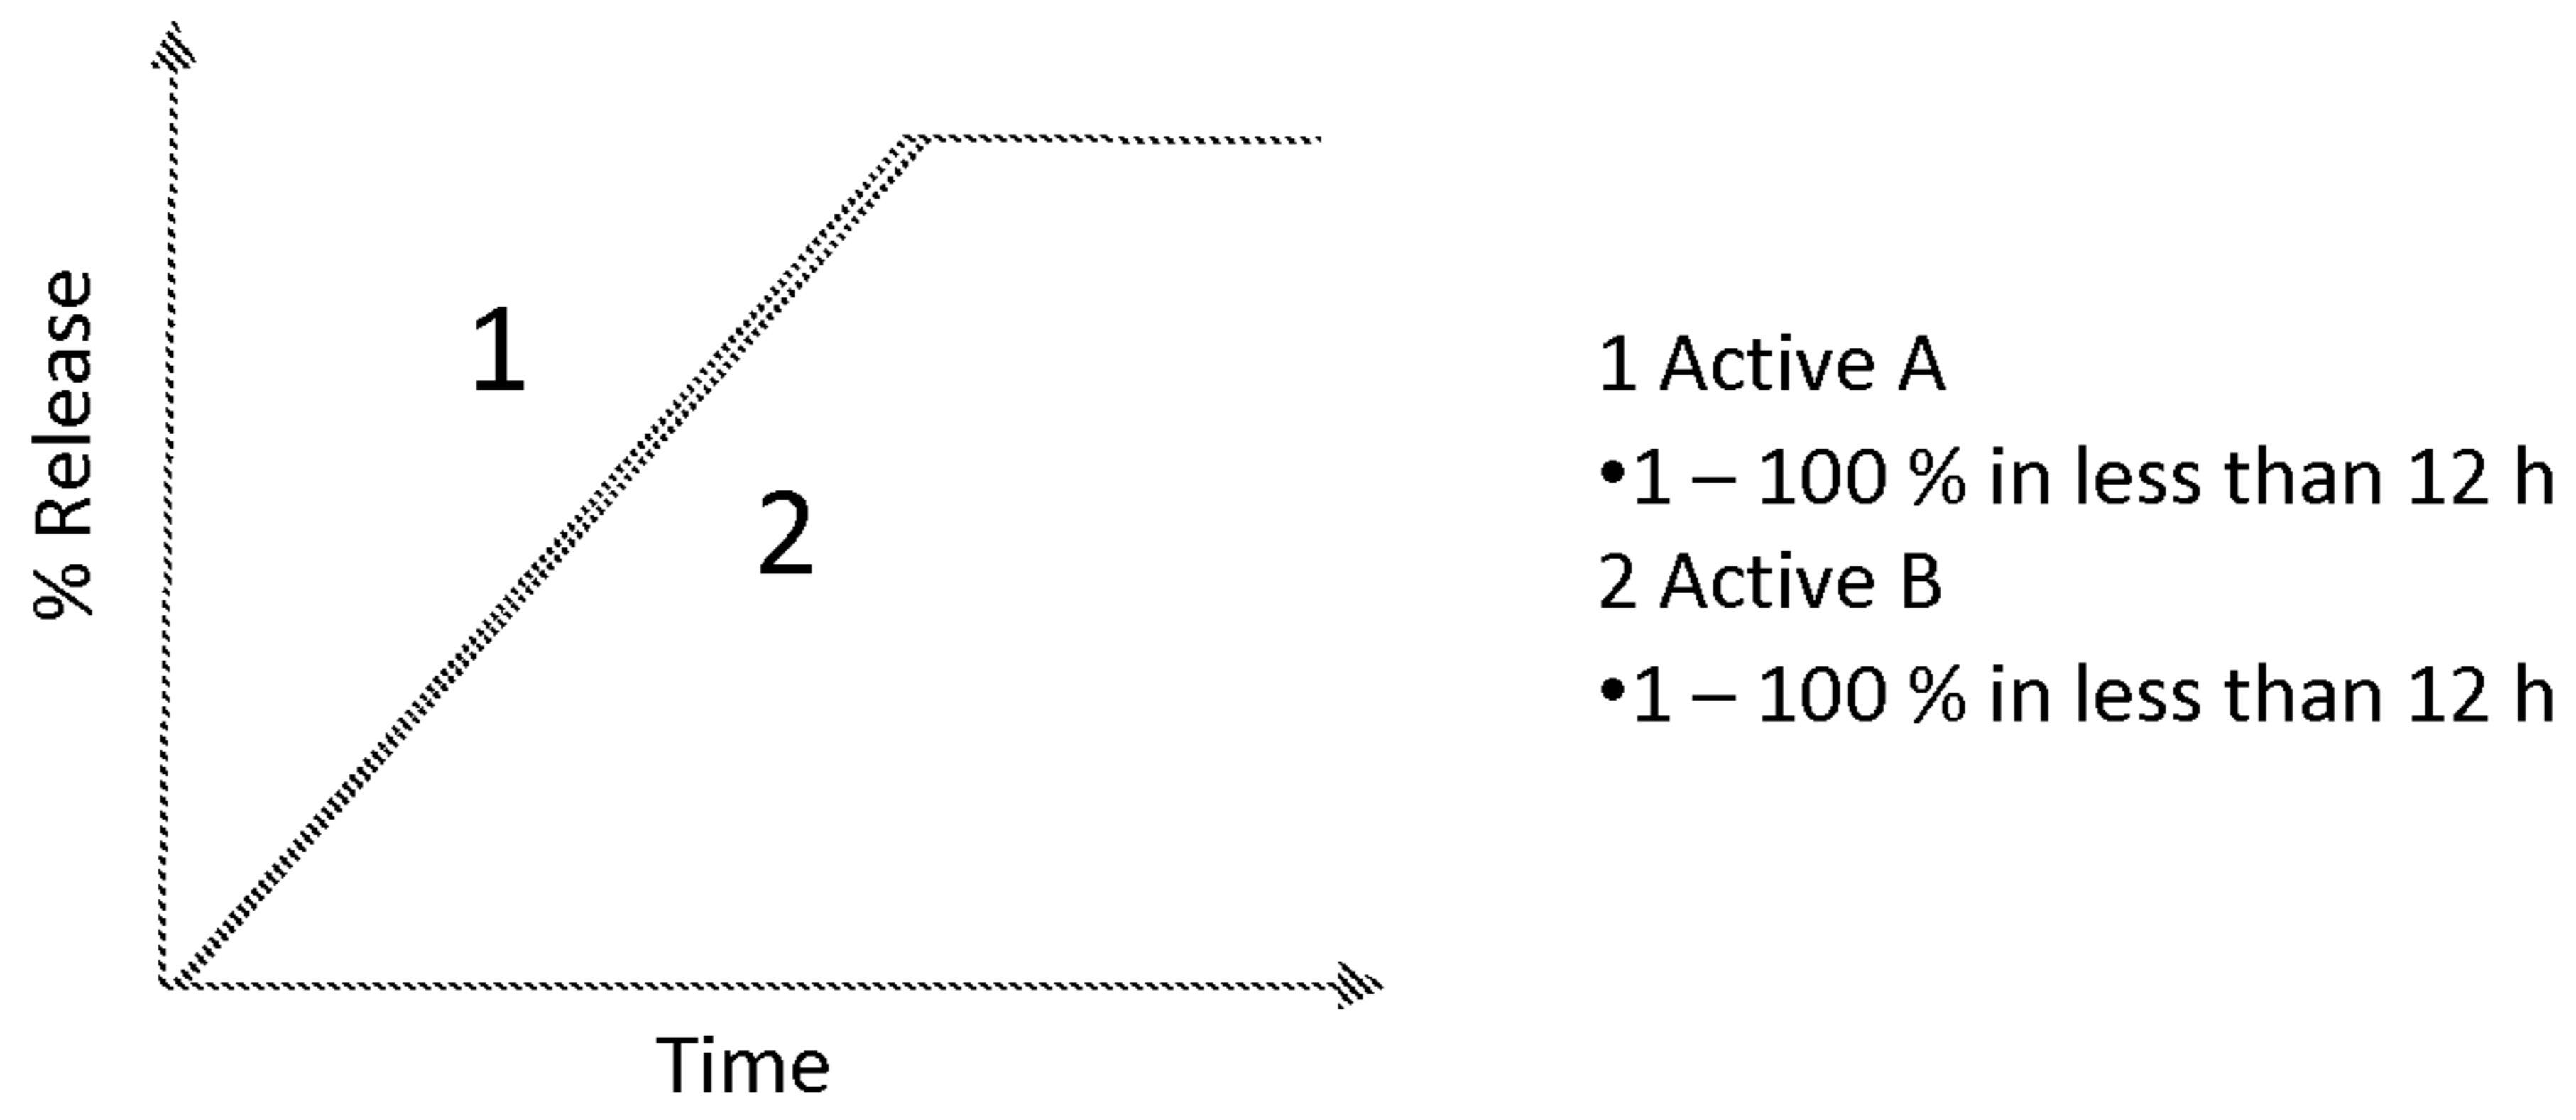 % Release
1
2
Time
1 Active A
•1 – 100 % in less than 12 h
2 Active B
•1 – 100 % in less than 12 h